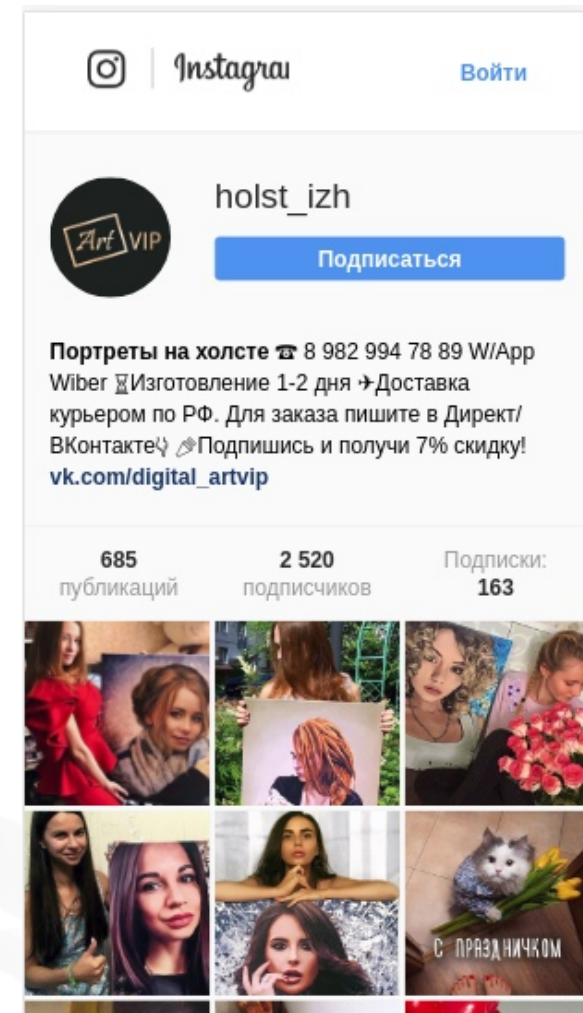 Instagra
Войти
holst_izh
Art VIP
Подписаться
Портреты на холсте ☎ 8 982 994 78 89 W/App
Wiber ⌛Изготовление 1-2 дня ✈Доставка
курьером по РФ. Для заказа пишите в Директ/
ВКонтакте👇 🎉Подпишись и получи 7% скидку!
vk.com/digital_artvip
685
публикаций
2 520
подписчиков
Подписки:
163
С ПРАЗДНИЧКОМ